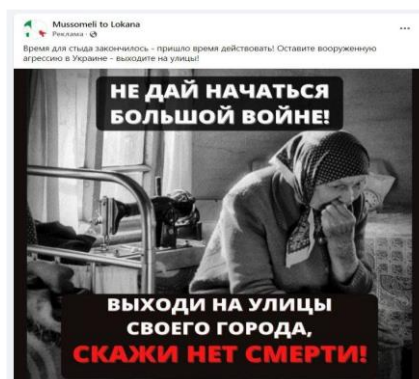 Mussomeli to Lokana
Реклама ·
Время для стыда закончилось - пришло время действовать! Оставите вооруженную
агрессию в Украине - выходите на улицы!
НЕ ДАЙ НАЧАТЬСЯ
БОЛЬШОЙ ВОЙНЕ!
ВЫХОДИ НА УЛИЦЫ
СВОЕГО ГОРОДА,
СКАЖИ НЕТ СМЕРТИ!